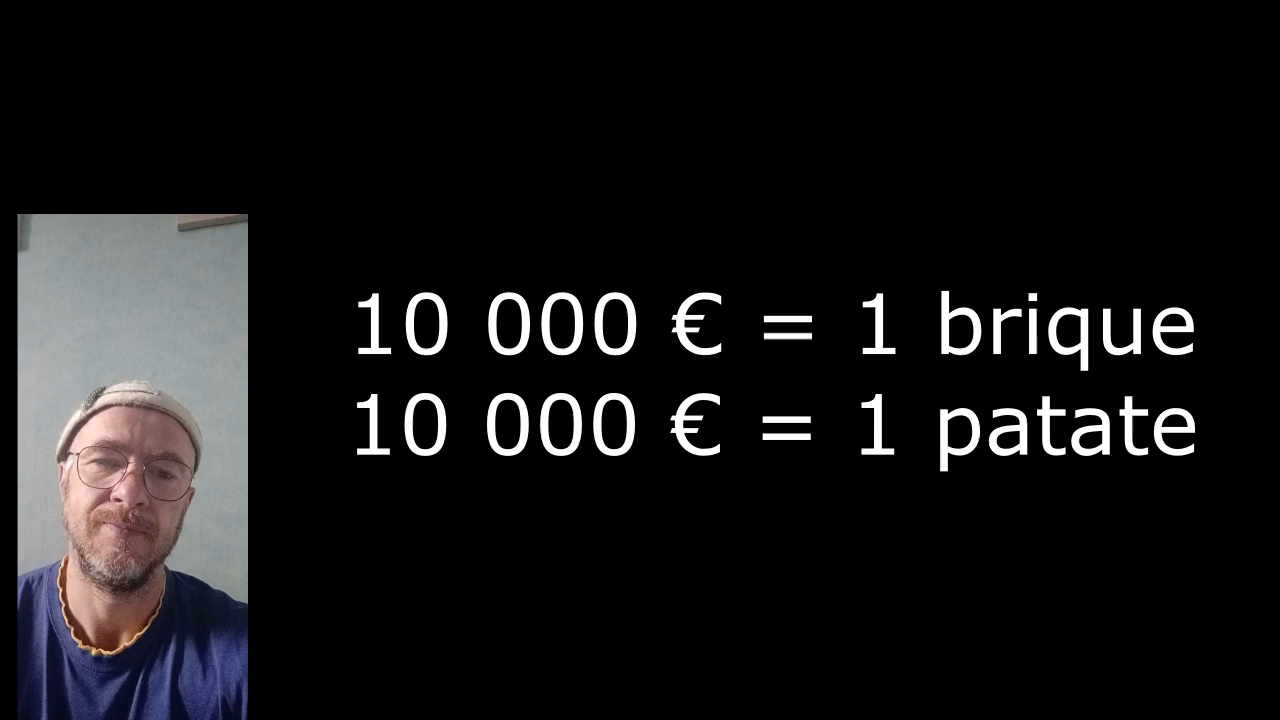 10 000 € = 1 brique
10 000 € = 1 patate